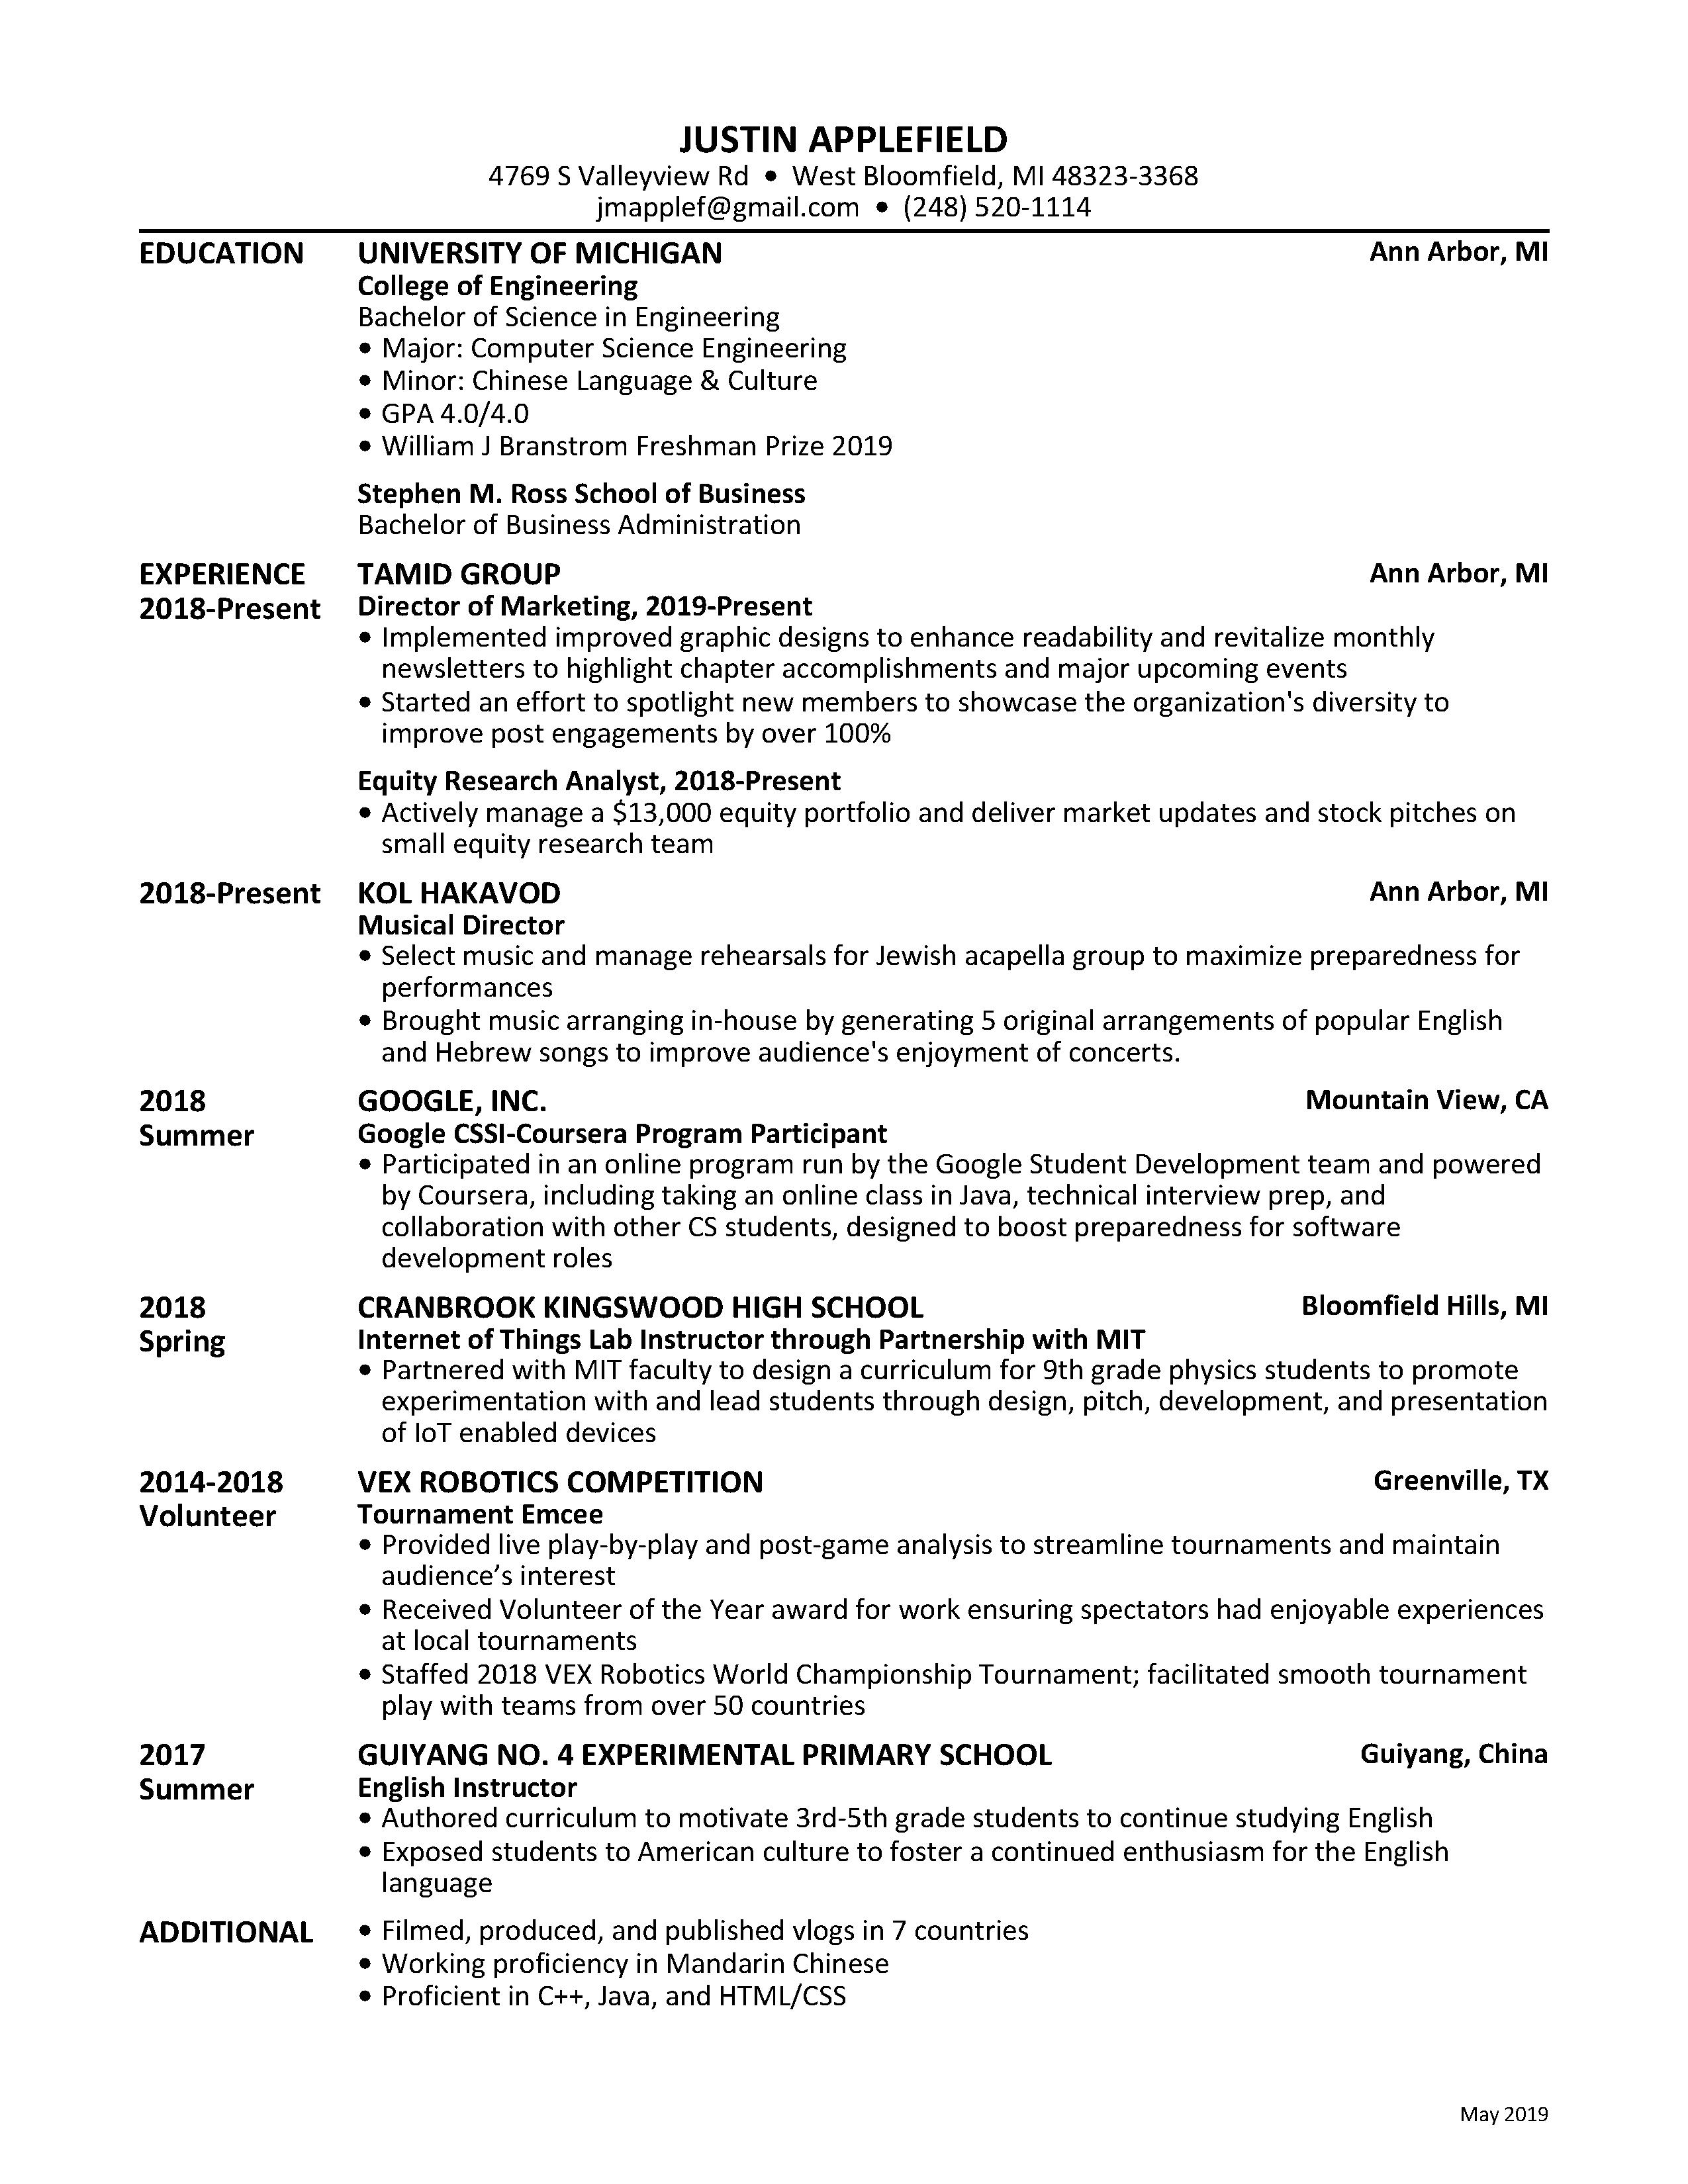 JUSTIN APPLEFIELD
4769 S Valleyview Rd • West Bloomfield, MI 48323-3368
jmapplef@gmail.com • (248) 520-1114
EDUCATION UNIVERSITY OF MICHIGAN Ann Arbor, MI
College of Engineering
Bachelor of Science in Engineering
• Major: Computer Science Engineering
• Minor: Chinese Language & Culture
• GPA 4.0/4.0
• William J Branstrom Freshman Prize 2019
Stephen M. Ross School of Business
Bachelor of Business Administration
EXPERIENCE TAMID GROUP Ann Arbor, MI
2018-Present Director of Marketing, 2019-Present
• Implemented improved graphic designs to enhance readability and revitalize monthly
newsletters to highlight chapter accomplishments and major upcoming events
• Started an effort to spotlight new members to showcase the organization's diversity to
improve post engagements by over 100%
Equity Research Analyst, 2018-Present
• Actively manage a $13,000 equity portfolio and deliver market updates and stock pitches on
small equity research team
2018-Present KOL HAKAVOD Ann Arbor, MI
Musical Director
• Select music and manage rehearsals for Jewish acapella group to maximize preparedness for
performances
• Brought music arranging in-house by generating 5 original arrangements of popular English
and Hebrew songs to improve audience's enjoyment of concerts.
2018 GOOGLE, INC. Mountain View, CA
Summer Google CSSI-Coursera Program Participant
• Participated in an online program run by the Google Student Development team and powered
by Coursera, including taking an online class in Java, technical interview prep, and
collaboration with other CS students, designed to boost preparedness for software
development roles
2018 CRANBROOK KINGSWOOD HIGH SCHOOL Bloomfield Hills, MI
Spring Internet of Things Lab Instructor through Partnership with MIT
• Partnered with MIT faculty to design a curriculum for 9th grade physics students to promote
experimentation with and lead students through design, pitch, development, and presentation
of IoT enabled devices
2014-2018 VEX ROBOTICS COMPETITION Greenville, TX
Volunteer Tournament Emcee
• Provided live play-by-play and post-game analysis to streamline tournaments and maintain
audience’s interest
• Received Volunteer of the Year award for work ensuring spectators had enjoyable experiences
at local tournaments
• Staffed 2018 VEX Robotics World Championship Tournament; facilitated smooth tournament
play with teams from over 50 countries
2017 GUIYANG NO. 4 EXPERIMENTAL PRIMARY SCHOOL Guiyang, China
Summer English Instructor
• Authored curriculum to motivate 3rd-5th grade students to continue studying English
• Exposed students to American culture to foster a continued enthusiasm for the English
language
ADDITIONAL • Filmed, produced, and published vlogs in 7 countries
• Working proficiency in Mandarin Chinese
• Proficient in C++, Java, and HTML/CSS
May 2019